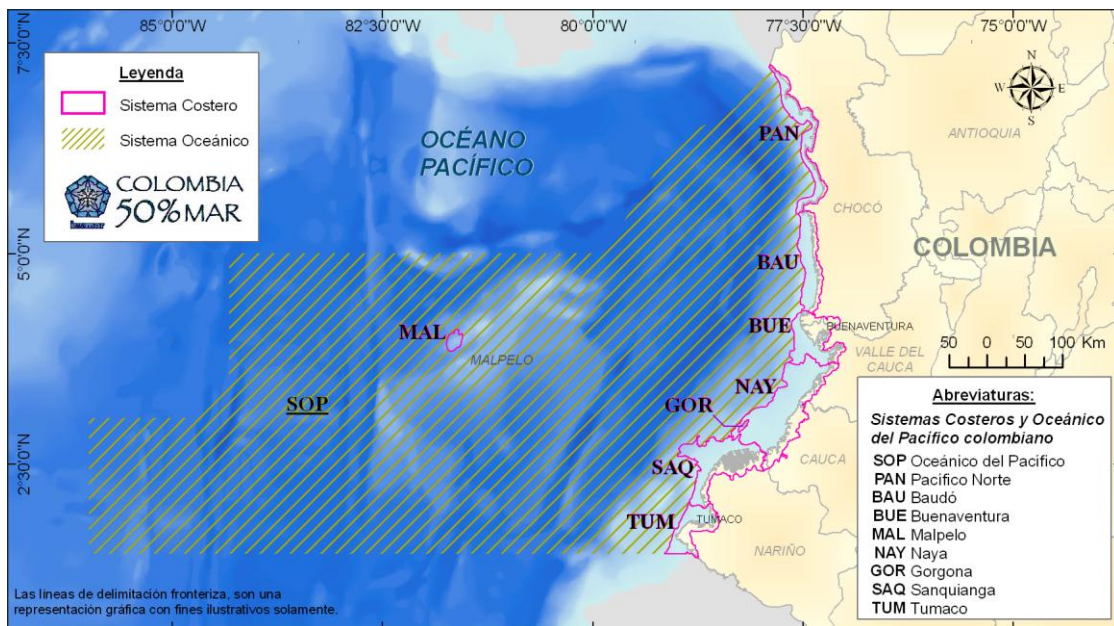 85°0'0"W
82°30'0"W
80°0'0"W
77°30'0"W
75°0'0"W
7°30'0"N
5°0'0"N
2°30'0"N
Leyenda
Sistema Costero
Sistema Oceánico
COLOMBIA
50% MAR
OCÉANO
PACÍFICO
N
W
E
S
PAN
ANTIOQUIA
CHOCÓ
COLOMBIA
BAU
MAL
MALPELO
BUE
BUENAVENTURA
VALLE DEL
CAUCA
50 0 50 100 Km
NAY
GOR
SOP
SAQ
CAUCA
TUM
TUMACO
NARIÑO
Abreviaturas:
Sistemas Costeros y Oceánico
del Pacífico colombiano
SOP Oceánico del Pacífico
PAN Pacífico Norte
BAU Baudó
BUE Buenaventura
MAL Malpelo
NAY Naya
GOR Gorgona
SAQ Sanquianga
TUM Tumaco
Las líneas de delimitación fronteriza, son una
representación gráfica con fines ilustrativos solamente.